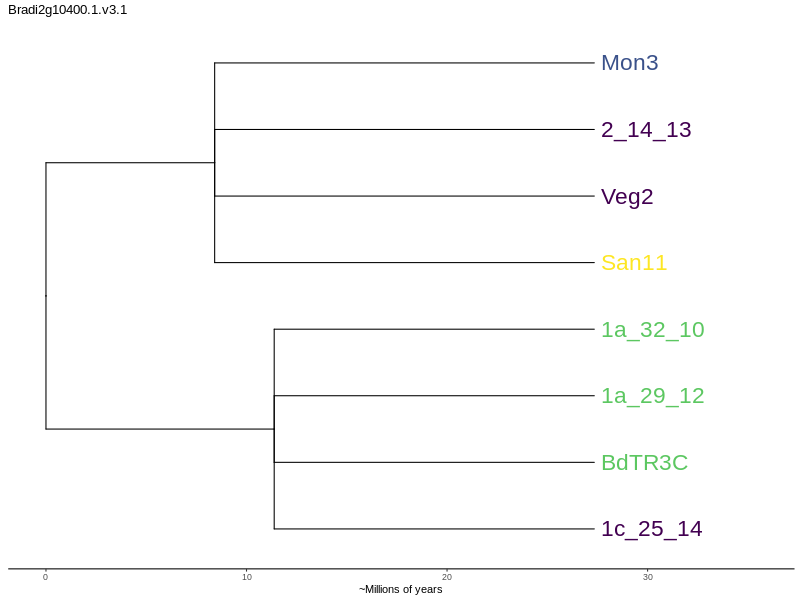 Bradi2g10400.1.v3.1
Mon3
2_14_13
Veg2
San11
1a_32_10
1a_29_12
BdTR3C
1c_25_14
0 10 20 30
~Millions of years